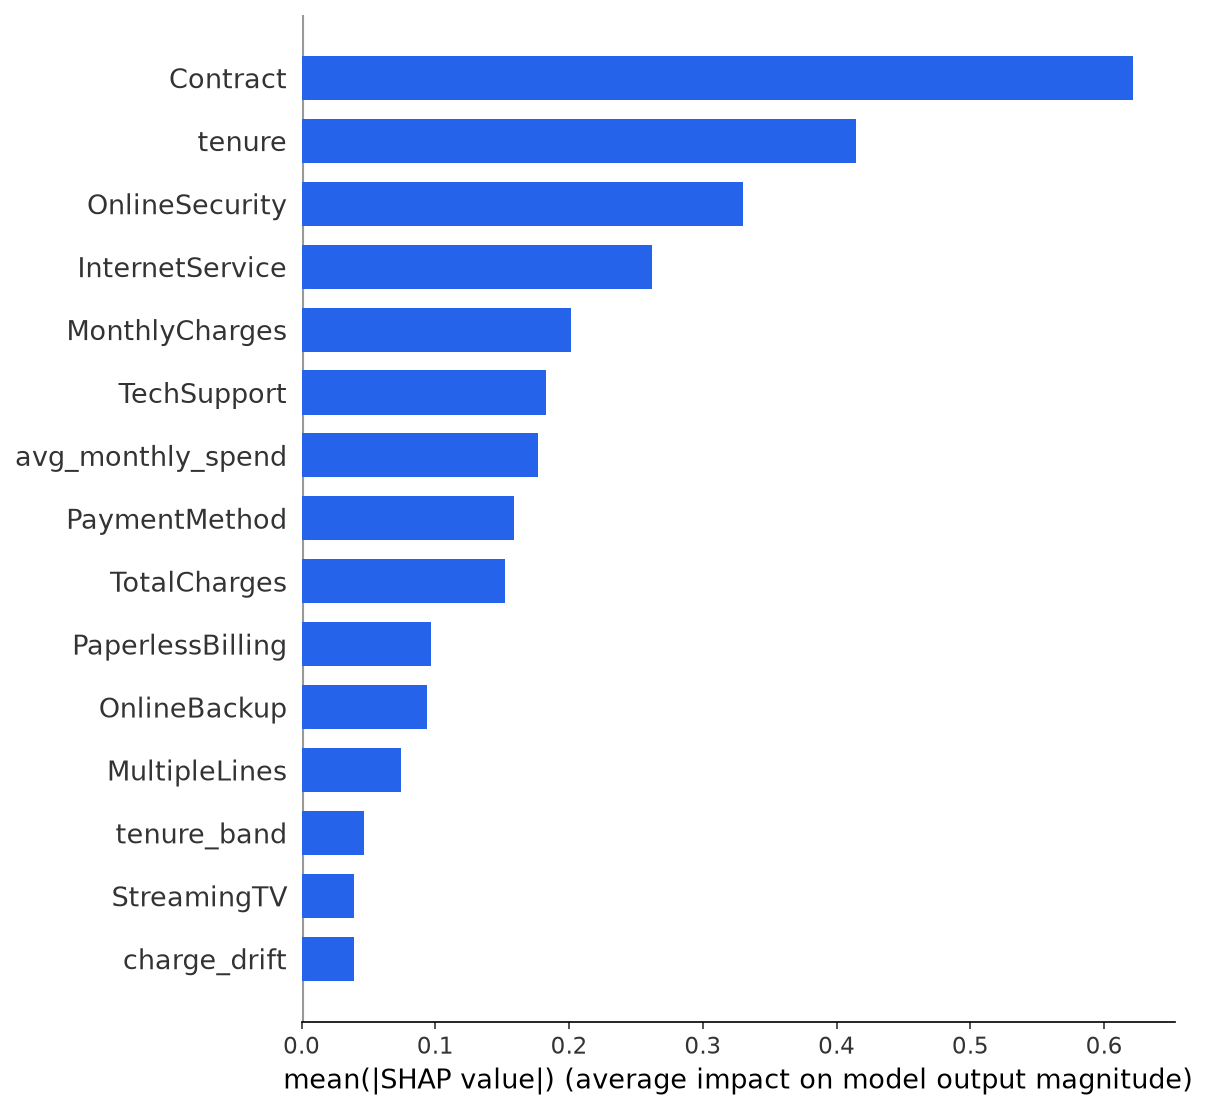 Contract
tenure
OnlineSecurity
InternetService
MonthlyCharges
TechSupport
avg_monthly_spend
PaymentMethod
TotalCharges
PaperlessBilling
OnlineBackup
MultipleLines
tenure_band
StreamingTV
charge_drift
0.0 0.1 0.2 0.3 0.4 0.5 0.6
mean(|SHAP value|) (average impact on model output magnitude)